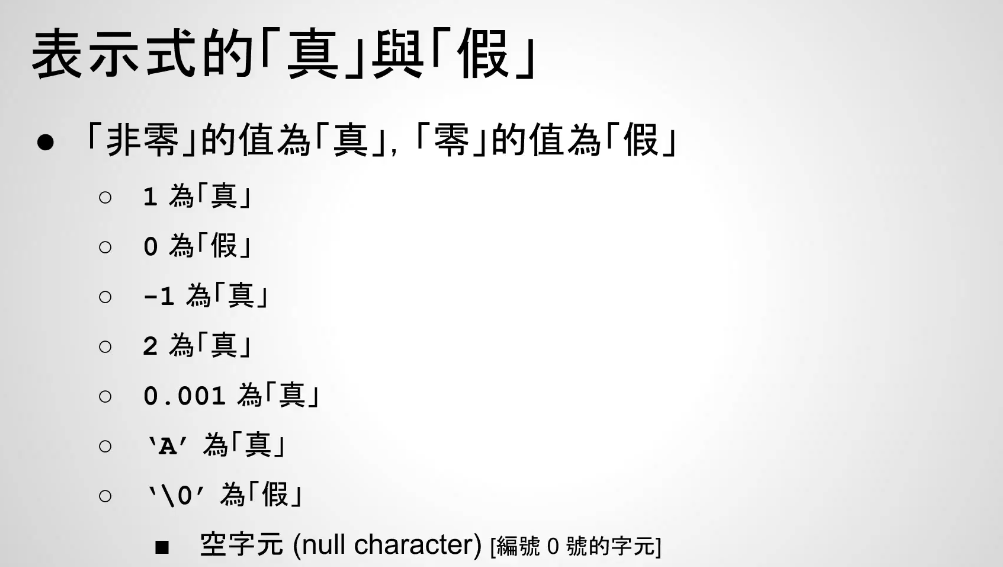 表示式的「真」與「假」
● 「非零」的值為「真」,「零」的值為「假」
○ 1 為「真」
○ 0 為「假」
○ -1 為「真」
○ 2 為「真」
○ 0.001 為「真」
○ ‘A’ 為「真」
○ ‘\0’ 為「假」
■ 空字元 (null character) [編號 0 號的字元]